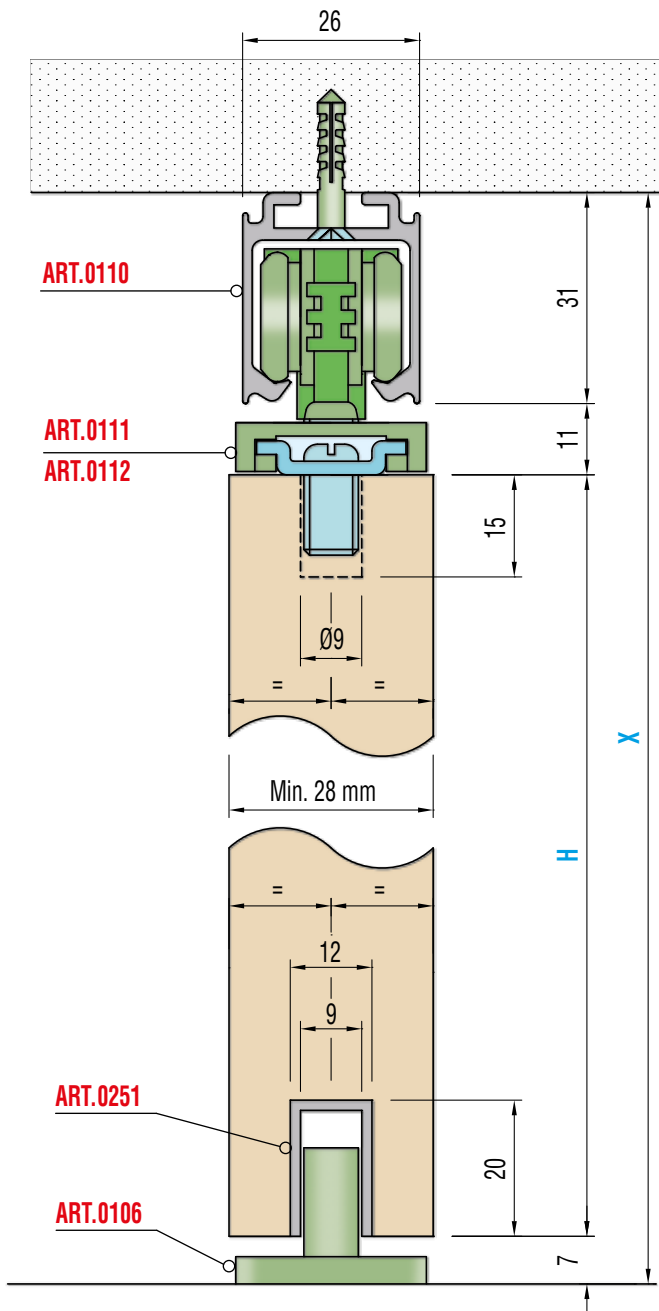 26
ART.0110
31
ART.0111
ART.0112
11
15
Ø9
= =
X
Min. 28 mm
H
= =
12
9
ART.0251
20
ART.0106
7